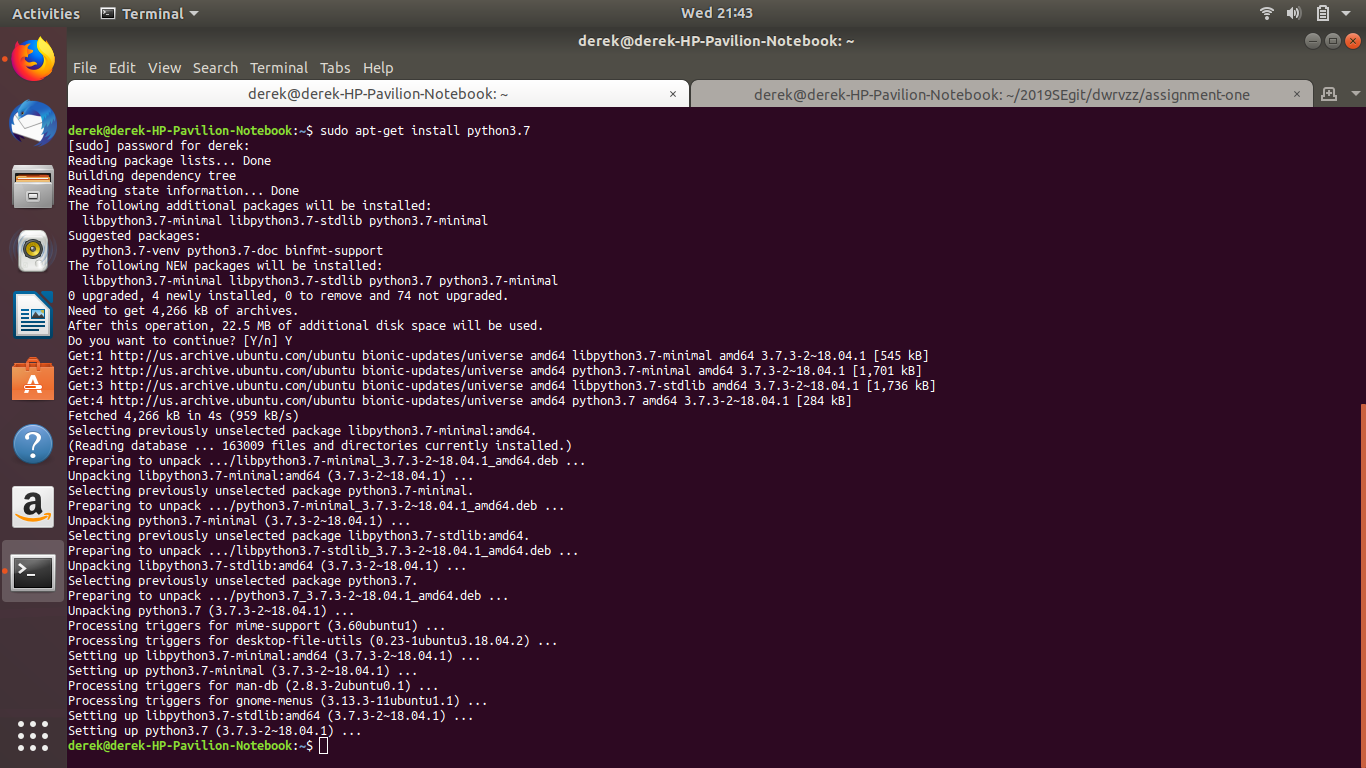 Activities Terminal Wed 21:43
derek@derek-HP-Pavilion-Notebook: ~
File Edit View Search Terminal Tabs Help
derek@derek-HP-Pavilion-Notebook: ~ × derek@derek-HP-Pavilion-Notebook: ~/2019SEgit/dwrvzz/assignment-one ×
derek@derek-HP-Pavilion-Notebook:~$ sudo apt-get install python3.7
[sudo] password for derek:
Reading package lists... Done
Building dependency tree
Reading state information... Done
The following additional packages will be installed:
  libpython3.7-minimal libpython3.7-stdlib python3.7-minimal
Suggested packages:
  python3.7-venv python3.7-doc binfmt-support
The following NEW packages will be installed:
  libpython3.7-minimal libpython3.7-stdlib python3.7 python3.7-minimal
0 upgraded, 4 newly installed, 0 to remove and 74 not upgraded.
Need to get 4,266 kB of archives.
After this operation, 22.5 MB of additional disk space will be used.
Do you want to continue? [Y/n] Y
Get:1 http://us.archive.ubuntu.com/ubuntu bionic-updates/universe amd64 libpython3.7-minimal amd64 3.7.3-2~18.04.1 [545 kB]
Get:2 http://us.archive.ubuntu.com/ubuntu bionic-updates/universe amd64 python3.7-minimal amd64 3.7.3-2~18.04.1 [1,701 kB]
Get:3 http://us.archive.ubuntu.com/ubuntu bionic-updates/universe amd64 libpython3.7-stdlib amd64 3.7.3-2~18.04.1 [1,736 kB]
Get:4 http://us.archive.ubuntu.com/ubuntu bionic-updates/universe amd64 python3.7 amd64 3.7.3-2~18.04.1 [284 kB]
Fetched 4,266 kB in 4s (959 kB/s)
Selecting previously unselected package libpython3.7-minimal:amd64.
(Reading database ... 163009 files and directories currently installed.)
Preparing to unpack .../libpython3.7-minimal_3.7.3-2~18.04.1_amd64.deb ...
Unpacking libpython3.7-minimal:amd64 (3.7.3-2~18.04.1) ...
Selecting previously unselected package python3.7-minimal.
Preparing to unpack .../python3.7-minimal_3.7.3-2~18.04.1_amd64.deb ...
Unpacking python3.7-minimal (3.7.3-2~18.04.1) ...
Selecting previously unselected package libpython3.7-stdlib:amd64.
Preparing to unpack .../libpython3.7-stdlib_3.7.3-2~18.04.1_amd64.deb ...
Unpacking libpython3.7-stdlib:amd64 (3.7.3-2~18.04.1) ...
Selecting previously unselected package python3.7.
Preparing to unpack .../python3.7_3.7.3-2~18.04.1_amd64.deb ...
Unpacking python3.7 (3.7.3-2~18.04.1) ...
Processing triggers for mime-support (3.60ubuntu1) ...
Processing triggers for desktop-file-utils (0.23-1ubuntu3.18.04.2) ...
Setting up libpython3.7-minimal:amd64 (3.7.3-2~18.04.1) ...
Setting up python3.7-minimal (3.7.3-2~18.04.1) ...
Processing triggers for man-db (2.8.3-2ubuntu0.1) ...
Processing triggers for gnome-menus (3.13.3-11ubuntu1.1) ...
Setting up libpython3.7-stdlib:amd64 (3.7.3-2~18.04.1) ...
Setting up python3.7 (3.7.3-2~18.04.1) ...
derek@derek-HP-Pavilion-Notebook:~$